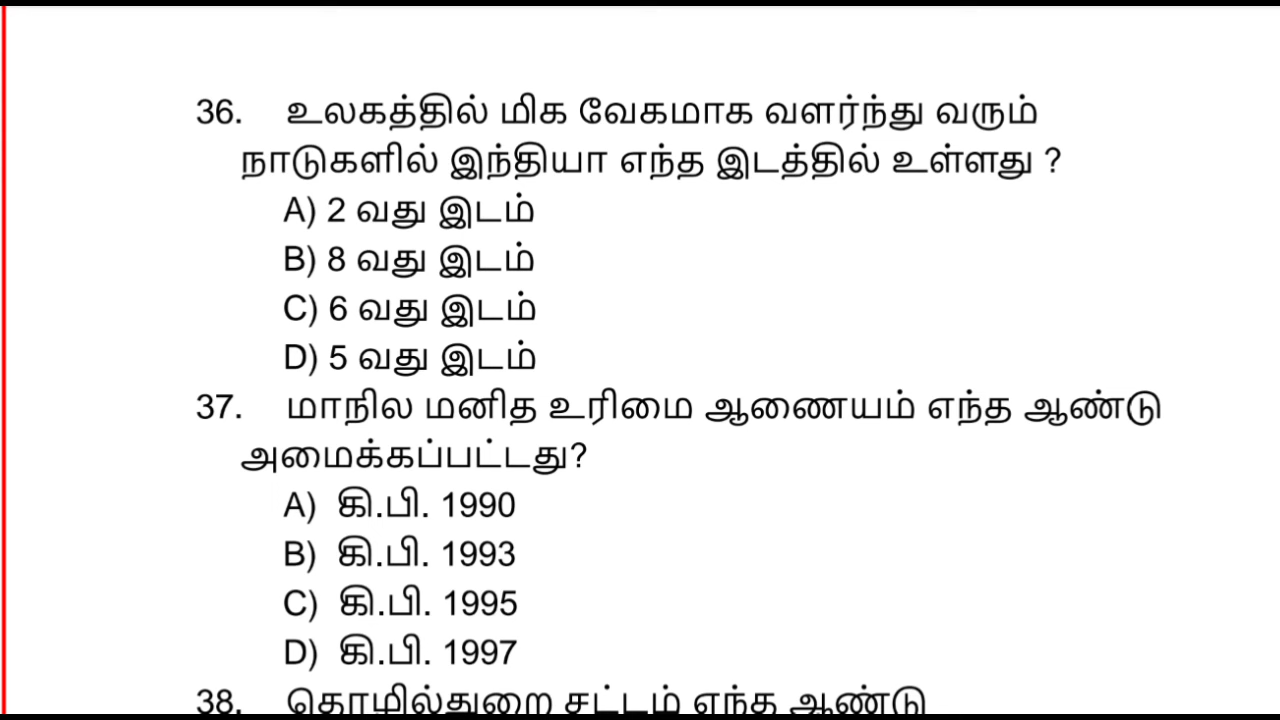 36. உலகத்தில் மிக வேகமாக வளர்ந்து வரும்
நாடுகளில் இந்தியா எந்த இடத்தில் உள்ளது ?
A) 2 வது இடம்
B) 8 வது இடம்
C) 6 வது இடம்
D) 5 வது இடம்
37. மாநில மனித உரிமை ஆணையம் எந்த ஆண்டு
அமைக்கப்பட்டது?
A) கி.பி. 1990
B) கி.பி. 1993
C) கி.பி. 1995
D) கி.பி. 1997
38. தொழில்துறை சட்டம் எந்த ஆண்டு